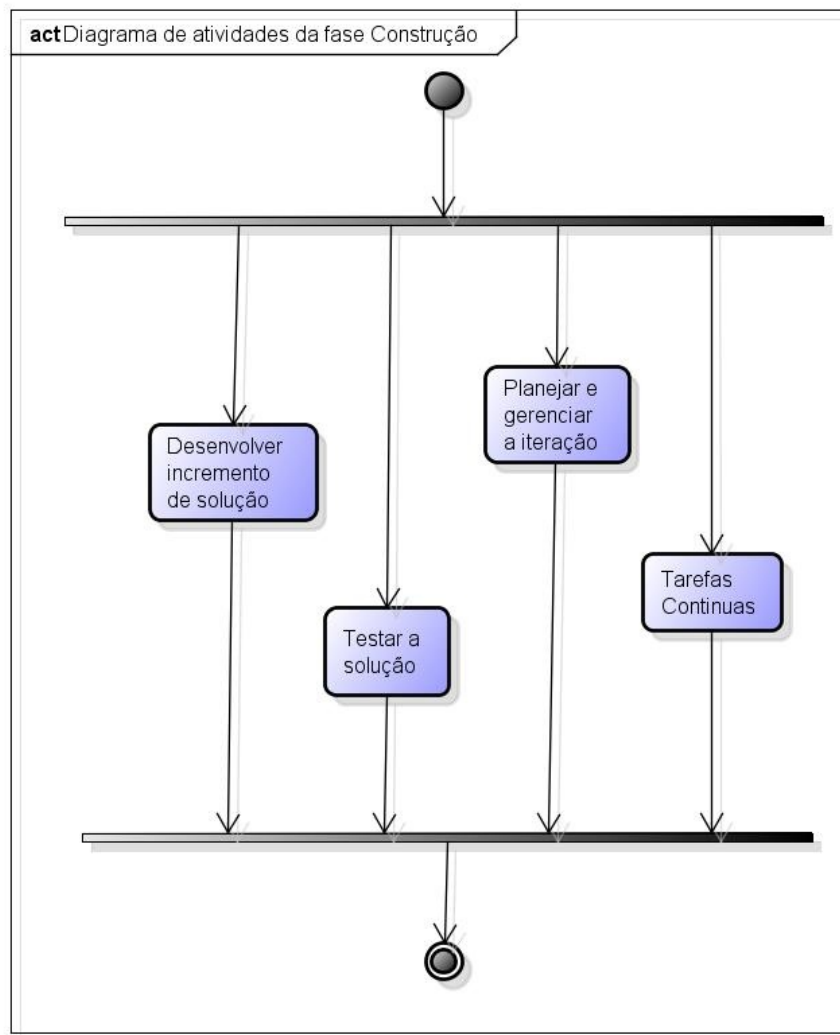 act Diagrama de atividades da fase Construção
Planejar e
gerenciar
a iteração
Desenvolver
incremento
de solução
Tarefas
Continuas
Testar a
solução